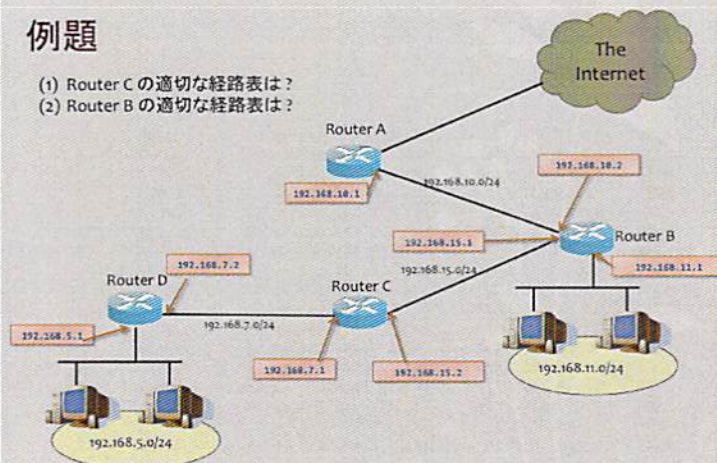 例題
(1) Router C の適切な経路表は?
(2) Router B の適切な経路表は?
The
Internet
Router A
192.168.10.2
192.168.10.1
192.168.10.0/24
192.168.15.1
Router B
192.168.11.1
192.168.15.0/24
192.168.7.2
Router D
Router C
192.168.5.1
192.168.7.0/24
192.168.7.1
192.168.15.2
192.168.11.0/24
192.168.5.0/24